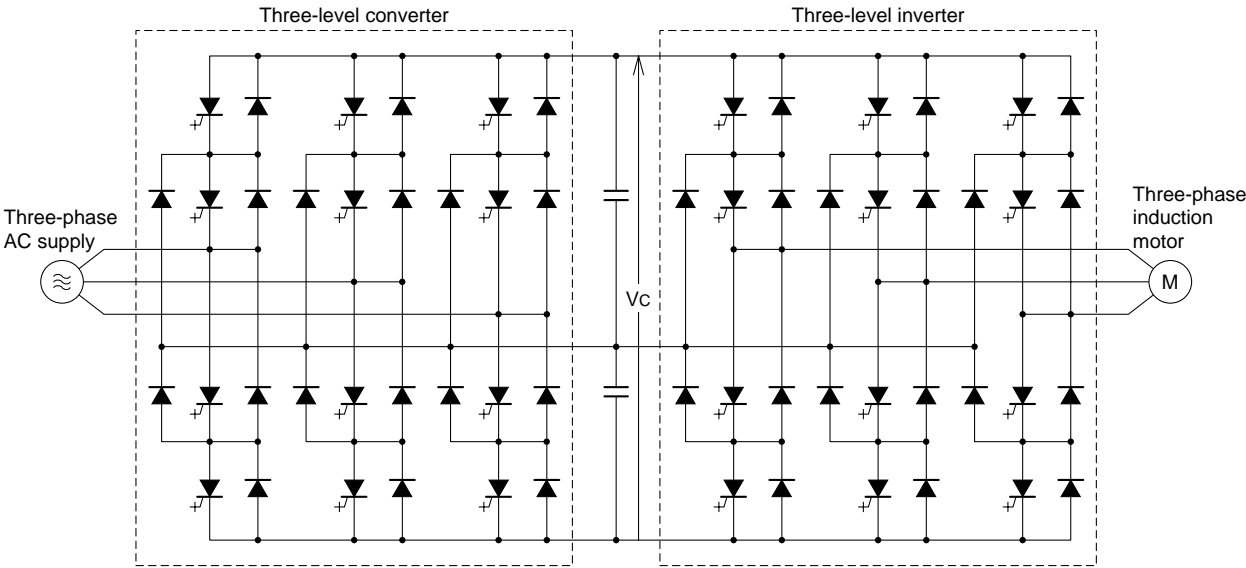 Three-level converter
Three-level inverter
Three-phase
AC supply
Three-phase
induction
motor
VC
M